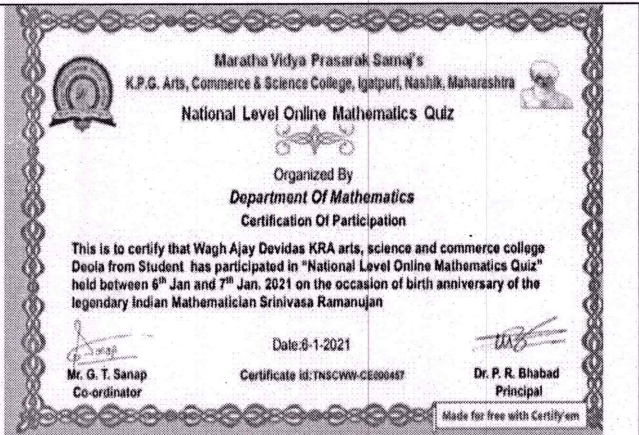 Maratha Vidya Prasarak Samaj's
K.P.G. Arts, Commerce & Science College, Igatpuri, Nashik, Maharashtra
National Level Online Mathematics Quiz
Organized By
Department Of Mathematics
Certification Of Participation
This is to certify that Wagh Ajay Devidas KRA arts, science and commerce college
Deola from Student has participated in "National Level Online Mathematics Quiz"
held between 6th Jan and 7th Jan. 2021 on the occasion of birth anniversary of the
legendary Indian Mathematician Srinivasa Ramanujan
Date:6-1-2021
Mr. G. T. Sanap
Co-ordinator
Certificate id:TNSCWW-CE000457
Dr. P. R. Bhabad
Principal
Made for free with Certify'em